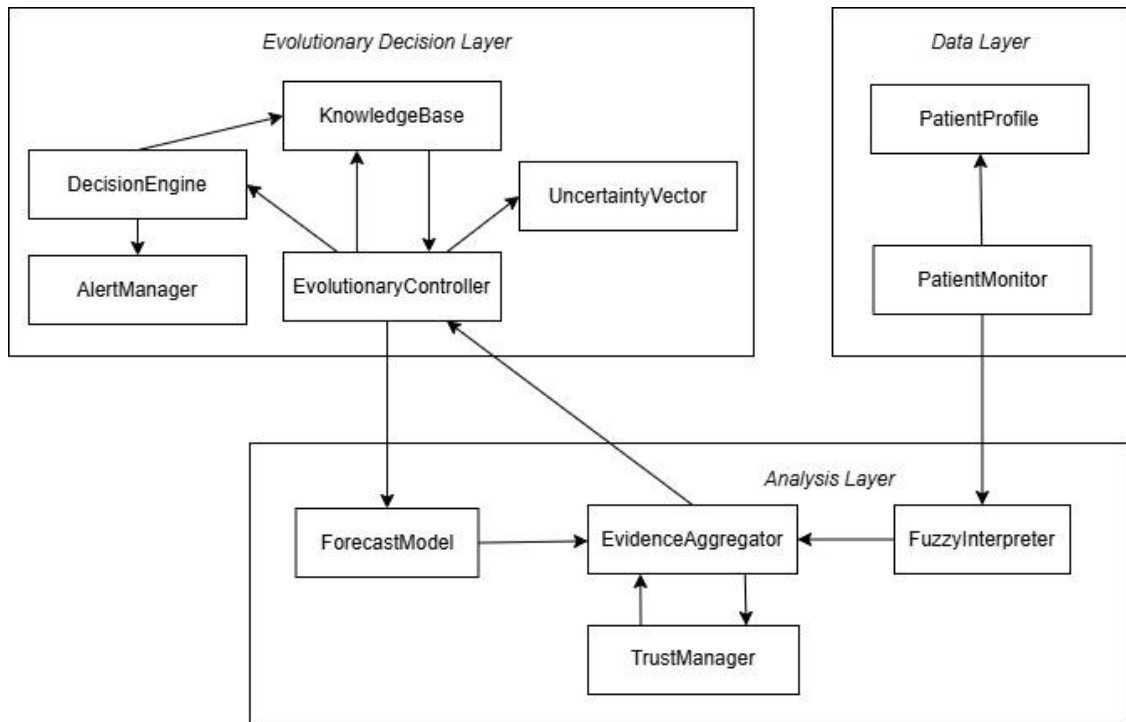 Evolutionary Decision Layer
KnowledgeBase
DecisionEngine
UncertaintyVector
AlertManager
EvolutionaryController
Data Layer
PatientProfile
PatientMonitor
Analysis Layer
ForecastModel
EvidenceAggregator
FuzzyInterpreter
TrustManager